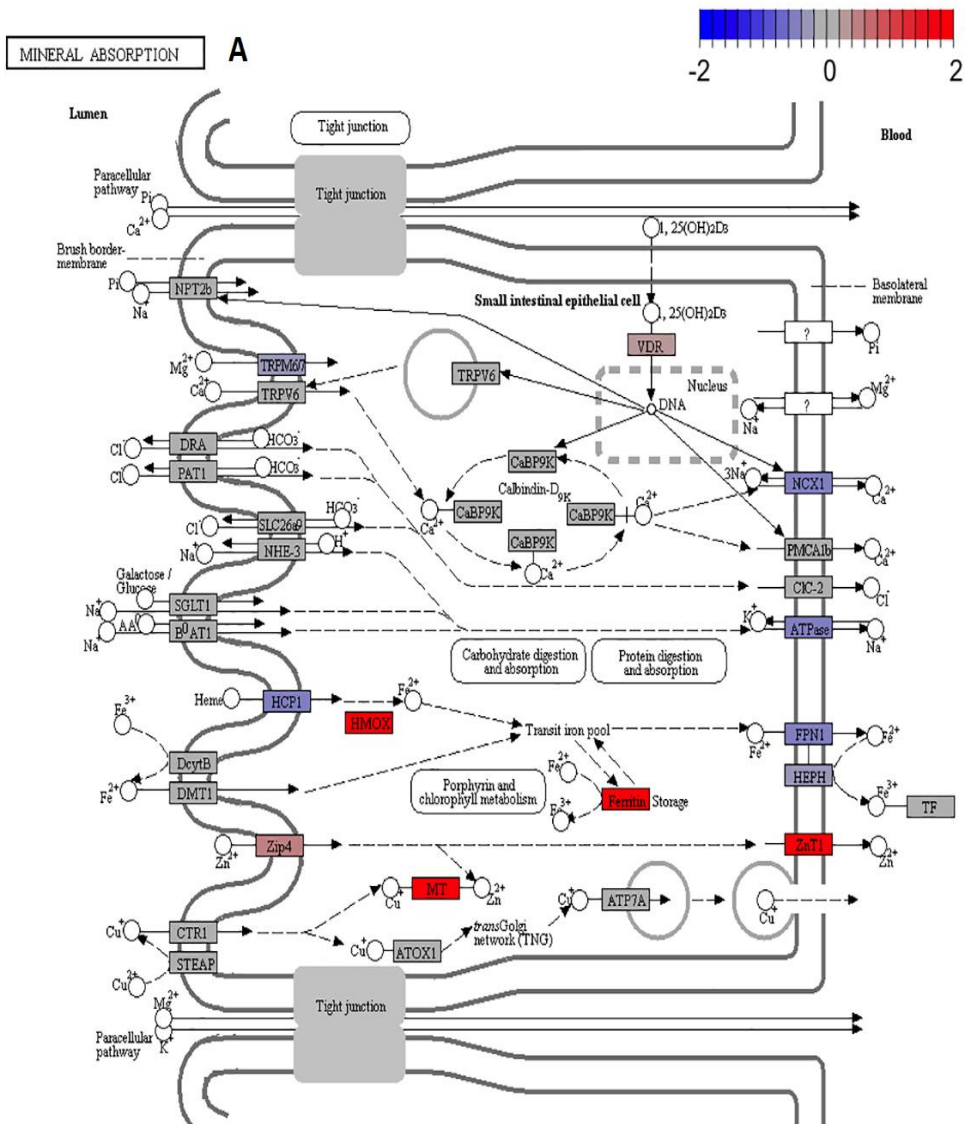 MINERAL ABSORPTION
A
-2
0
2
Lumen
Tight junction
Blood
Paracellular
pathway
Pi
Ca2+
Tight junction
1, 25(OH)2D3
Brush border-
membrane
Pi
Na+
NPT2b
Small intestinal epithelial cell
1, 25(OH)2D3
Basolateral
membrane
VDR
?
Pi
Mg2+
TRPM6/7
Ca2+
TRPV6
TRPV6
Nucleus
DNA
?
Mg2+
Na+
Cl-
DRA
HCO3-
Cl-
PAT1
HCO3-
CaBP9K
Calbindin-D9K
3Na+
NCX1
Ca2+
Cl-
SLC26a9
HCO3-
Ca2+
CaBP9K
CaBP9K
Ca2+
Na+
NHE-3
H+
CaBP9K
Ca2+
PMCA1b
Ca2+
Galactose /
Glucose
Na+
SGLT1
ClC-2
Cl-
AA0
Na+
B0AT1
K+
ATPase
Na+
Carbohydrate digestion
and absorption
Protein digestion
and absorption
Heme
HCP1
Fe2+
HMOX
Fe3+
Transit iron pool
Fe2+
FPN1
Fe2+
DcytB
Fe2+
DMT1
Porphyrin and
chlorophyll metabolism
Fe2+
Fe3+
Ferritin
Storage
HEPH
Fe3+
TF
Zn2+
Zip4
ZnT1
Zn2+
Cu+
MT
Zn2+
Cu+
ATP7A
Cu+
Cu+
CTR1
Cu+
ATOX1
transGolgi
network (TNG)
Cu2+
STEAP
Mg2+
K+
Tight junction
Paracellular
pathway